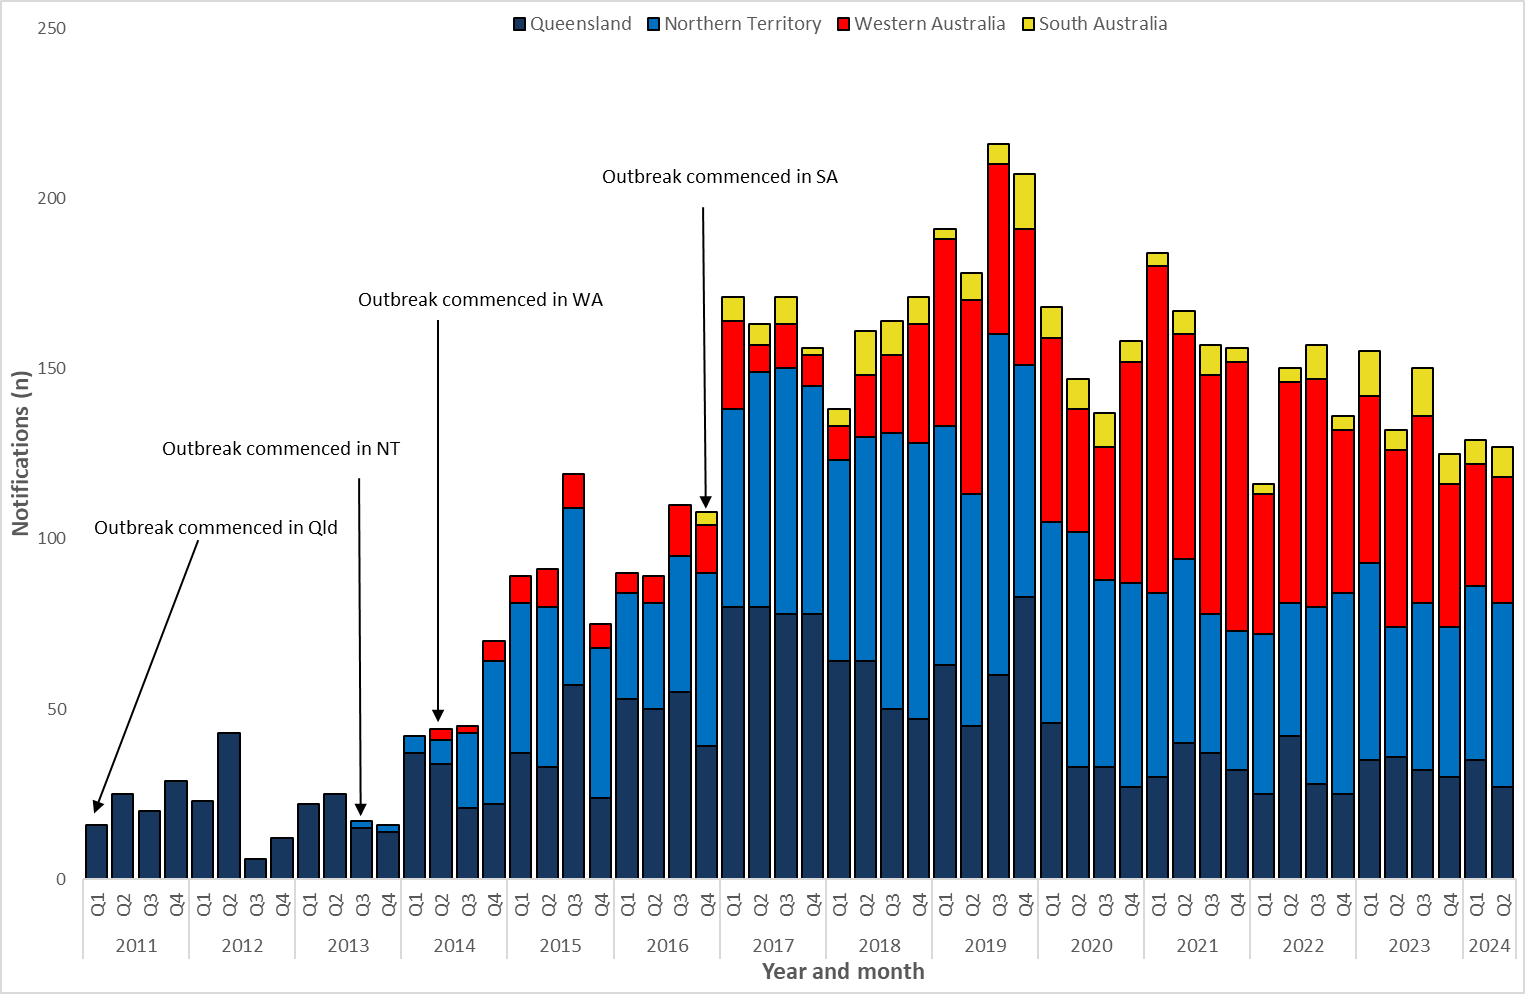 Queensland Northern Territory Western Australia South Australia
250
200
150
100
50
0
Notifications (n)
Outbreak commenced in SA
Outbreak commenced in WA
Outbreak commenced in NT
Outbreak commenced in Qld
Q1 Q2 Q3 Q4 Q1 Q2 Q3 Q4 Q1 Q2 Q3 Q4 Q1 Q2 Q3 Q4 Q1 Q2 Q3 Q4 Q1 Q2 Q3 Q4 Q1 Q2 Q3 Q4 Q1 Q2 Q3 Q4 Q1 Q2 Q3 Q4 Q1 Q2 Q3 Q4 Q1 Q2 Q3 Q4 Q1 Q2 Q3 Q4 Q1 Q2 Q3 Q4 Q1 Q2
2011 2012 2013 2014 2015 2016 2017 2018 2019 2020 2021 2022 2023 2024
Year and month